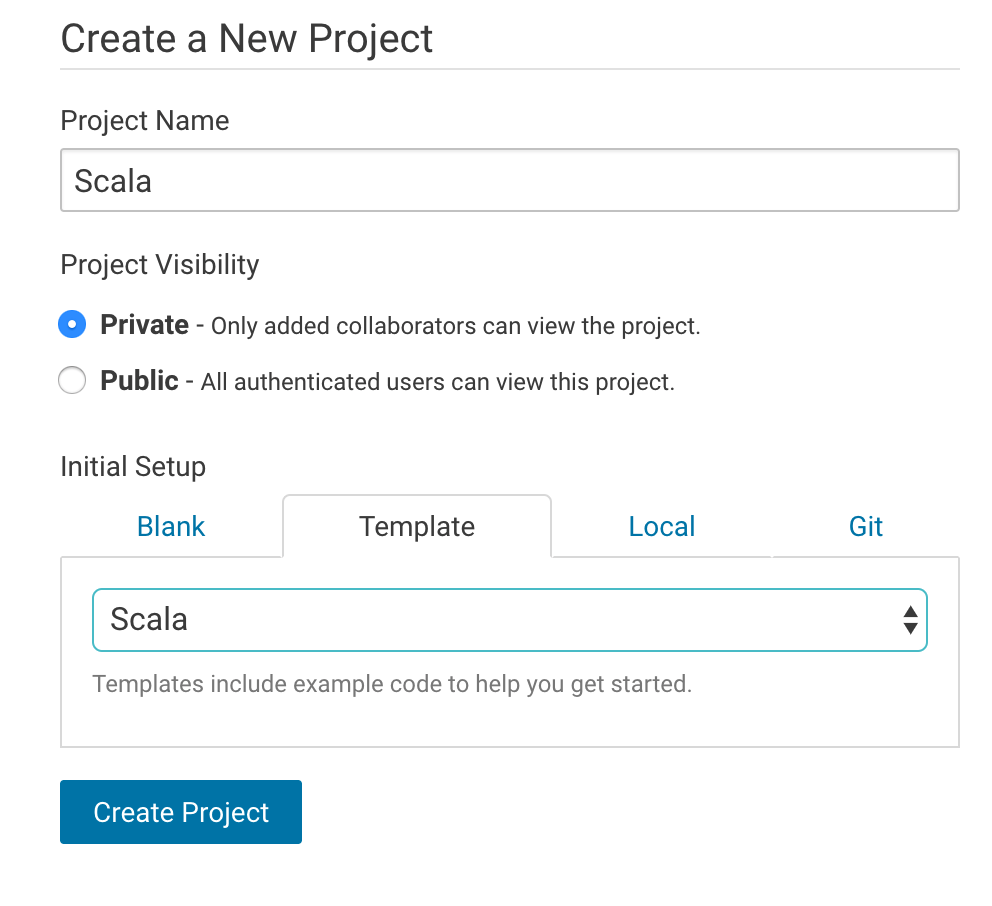 Create a New Project
Project Name
Scala
Project Visibility
Private - Only added collaborators can view the project.
Public - All authenticated users can view this project.
Initial Setup
Blank Template Local Git
Scala
Templates include example code to help you get started.
Create Project